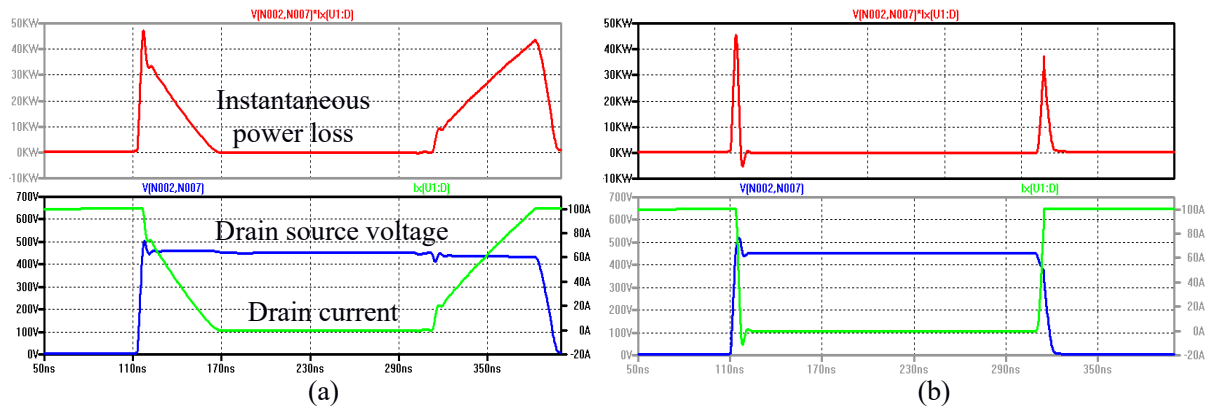 V(N002,N007)*Ix(U1:D)
50KW
40KW
30KW
20KW
10KW
0KW
-10KW
Instantaneous
power loss
V(N002,N007) Ix(U1:D)
700V
600V
500V
400V
300V
200V
100V
0V
100A
80A
60A
40A
20A
0A
-20A
Drain source voltage
Drain current
50ns 110ns 170ns 230ns 290ns 350ns
(a)
V(N002,N007)*Ix(U1:D)
50KW
40KW
30KW
20KW
10KW
0KW
-10KW
V(N002,N007) Ix(U1:D)
700V
600V
500V
400V
300V
200V
100V
0V
100A
80A
60A
40A
20A
0A
-20A
50ns 110ns 170ns 230ns 290ns 350ns
(b)